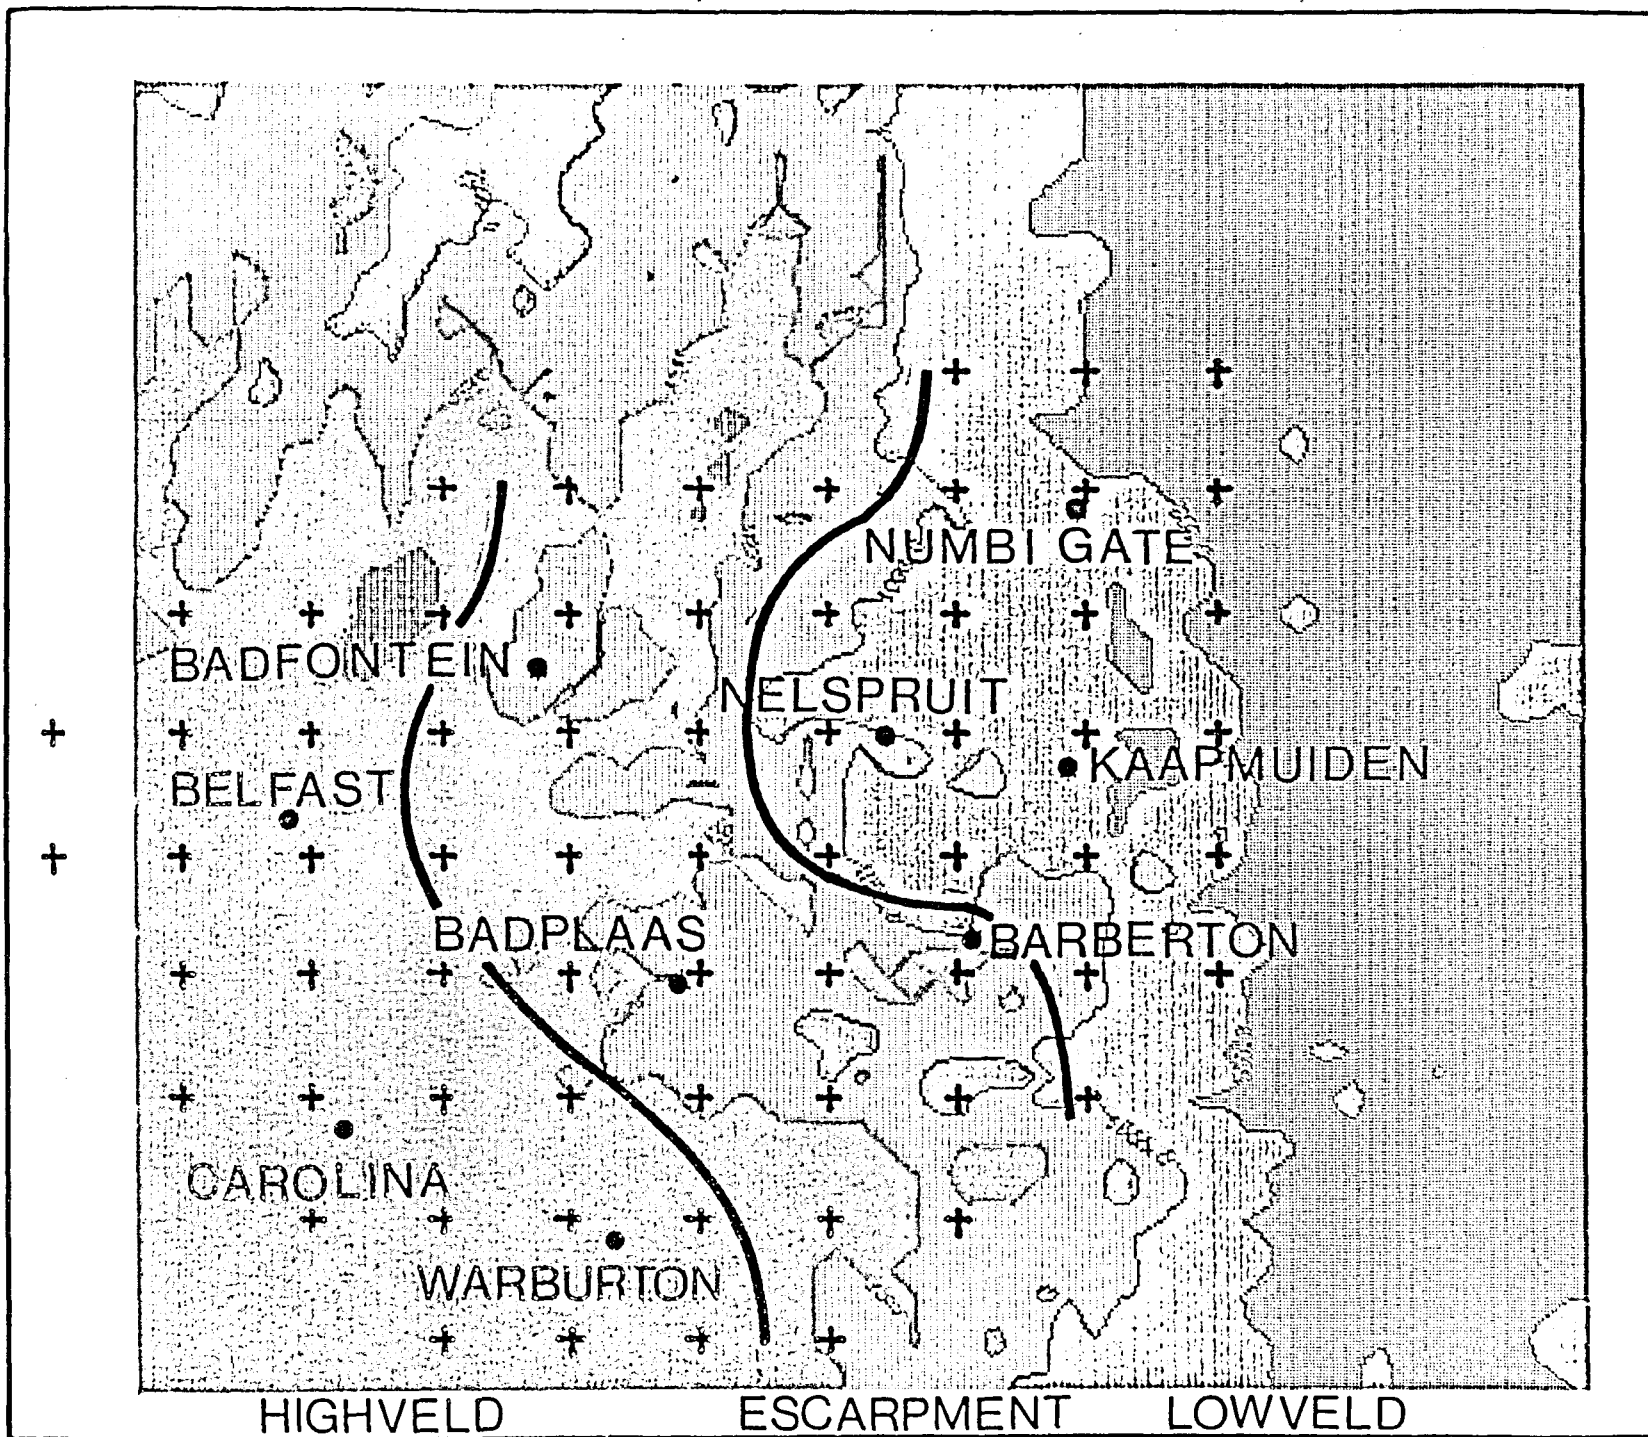 NUMBI GATE
BADFONTEIN
NELSPRUIT
KAAPMUIDEN
BELFAST
BADPLAAS
BARBERTON
CAROLINA
WARBURTON
HIGHVELD ESCARPMENT LOWVELD